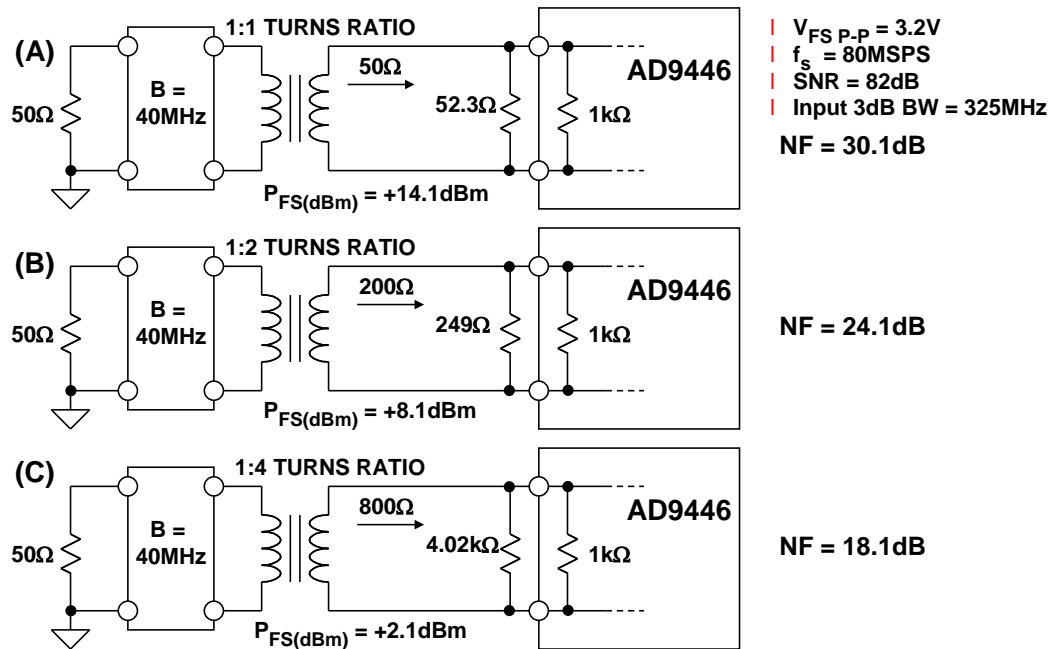 (A)
1:1 TURNS RATIO
50Ω
B =
40MHz
50Ω
52.3Ω
1kΩ
AD9446
P_FS(dBm) = +14.1dBm
V_FS P-P = 3.2V
f_s = 80MSPS
SNR = 82dB
Input 3dB BW = 325MHz
NF = 30.1dB
(B)
1:2 TURNS RATIO
50Ω
B =
40MHz
200Ω
249Ω
1kΩ
AD9446
P_FS(dBm) = +8.1dBm
NF = 24.1dB
(C)
1:4 TURNS RATIO
50Ω
B =
40MHz
800Ω
4.02kΩ
1kΩ
AD9446
P_FS(dBm) = +2.1dBm
NF = 18.1dB